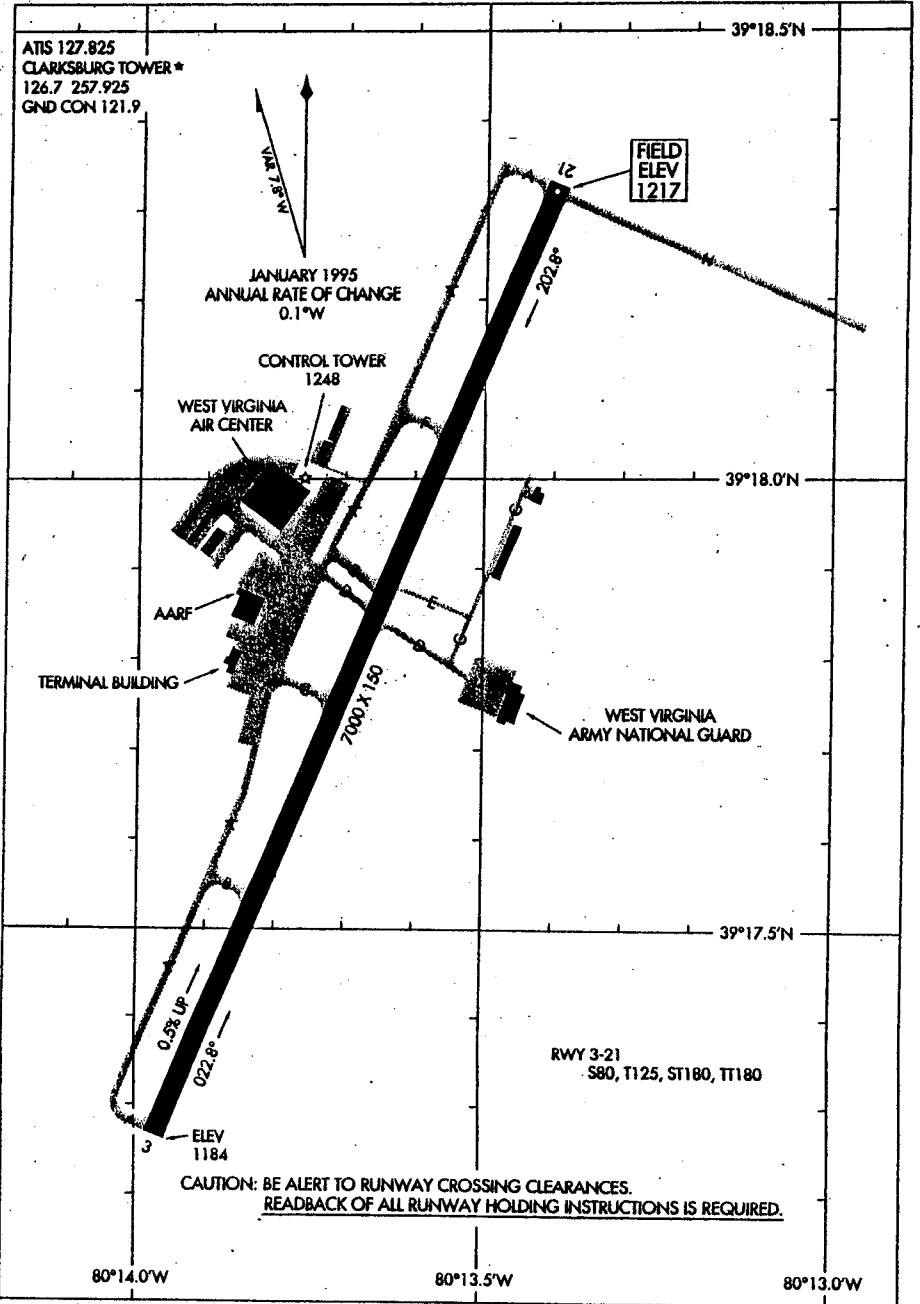 39°18.5'N
ATIS 127.825
CLARKSBURG TOWER★
126.7 257.925
GND CON 121.9
VAR 7.8° W
FIELD
ELEV
1217
21
A
H
202.8°
JANUARY 1995
ANNUAL RATE OF CHANGE
0.1°W
A
CONTROL TOWER
1248
WEST VIRGINIA
AIR CENTER
F
39°18.0'N
A
G
D
E
AARF
G
TERMINAL BUILDING
C
7000 X 150
WEST VIRGINIA
ARMY NATIONAL GUARD
A
B
39°17.5'N
A
0.5% UP
022.8°
RWY 3-21
S80, T125, ST180, TT180
A
3
ELEV
1184
CAUTION: BE ALERT TO RUNWAY CROSSING CLEARANCES.
READBACK OF ALL RUNWAY HOLDING INSTRUCTIONS IS REQUIRED.
80°14.0'W
80°13.5'W
80°13.0'W